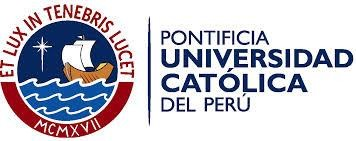 ET LUX IN TENEBRIS LUCET
MCMXVII
PONTIFICIA
UNIVERSIDAD
CATÓLICA
DEL PERÚ